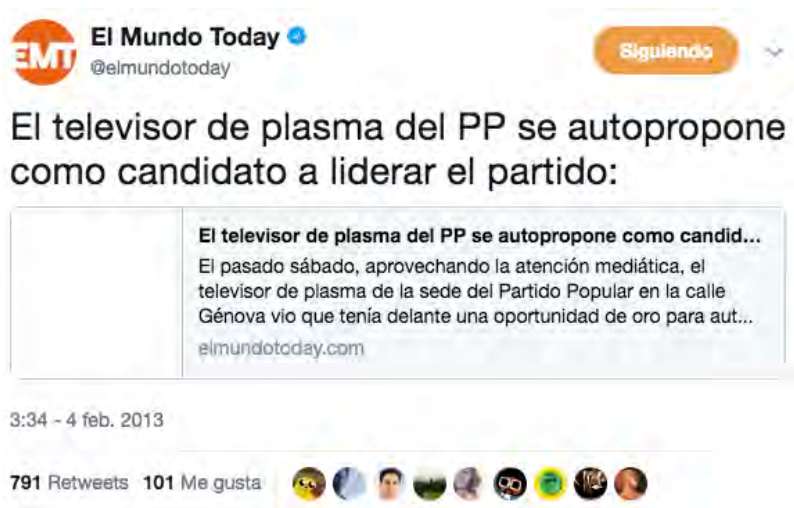 EMT
El Mundo Today
@elmundotoday
Siguiendo
El televisor de plasma del PP se autopropone
como candidato a liderar el partido:
El televisor de plasma del PP se autopropone como candid...
El pasado sábado, aprovechando la atención mediática, el
televisor de plasma de la sede del Partido Popular en la calle
Génova vio que tenía delante una oportunidad de oro para aut...
elmundotoday.com
3:34 - 4 feb. 2013
791 Retweets 101 Me gusta